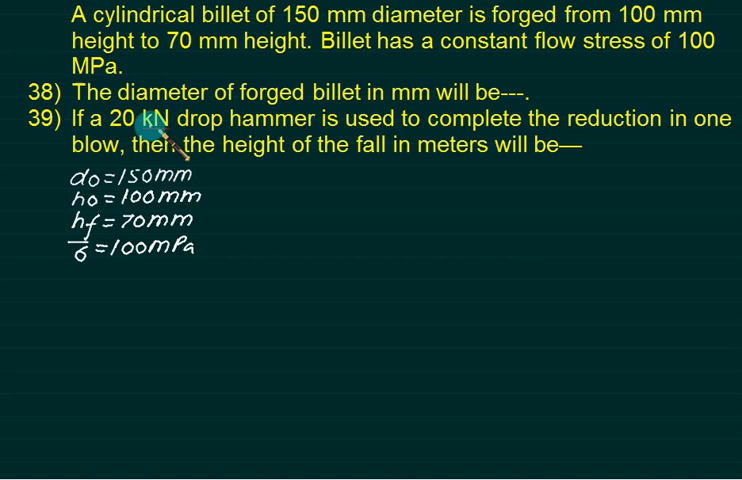 A cylindrical billet of 150 mm diameter is forged from 100 mm
height to 70 mm height. Billet has a constant flow stress of 100
MPa.
38) The diameter of forged billet in mm will be---.
39) If a 20 kN drop hammer is used to complete the reduction in one
blow, then the height of the fall in meters will be—
do=150mm
ho=100mm
hf=70mm
σ̅=100mPa